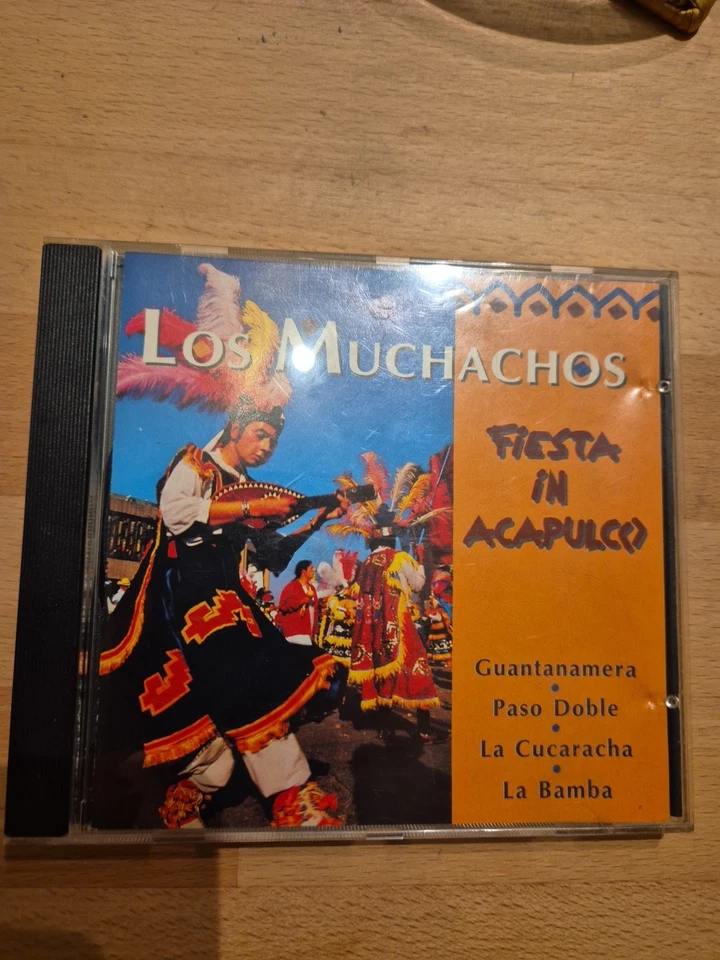 Los Muchachos
Fiesta
in
Acapulco
Guantanamera
Paso Doble
La Cucaracha
La Bamba